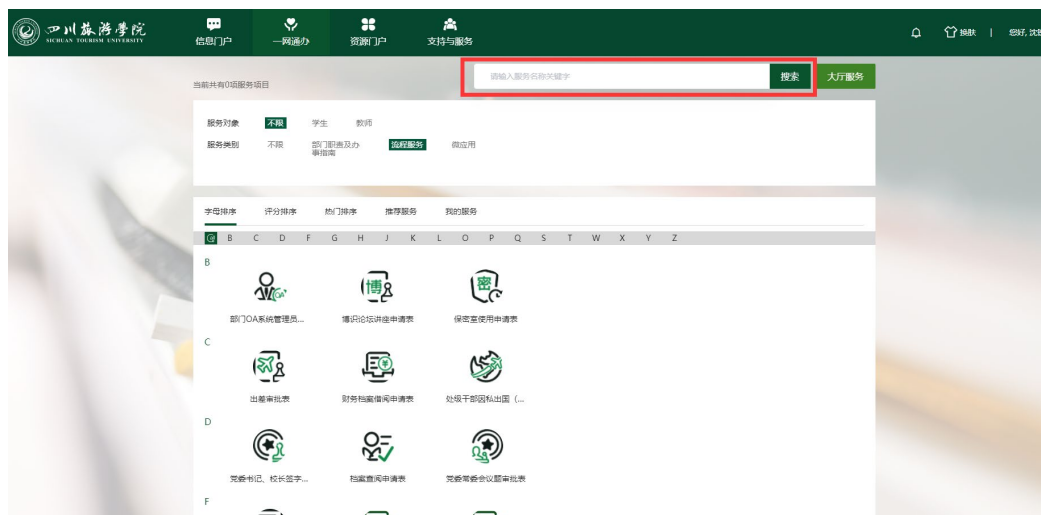 四川旅游学院
SICHUAN TOURISM UNIVERSITY
信息门户 一网通办 资源门户 支持与服务
换肤 | 您好, 沈
当前共有0项服务项目
请输入服务名称关键字 搜索 大厅服务
服务对象 不限 学生 教师
服务类别 不限 部门职责及办事指南 流程服务 微应用
字母排序 评分排序 热门排序 推荐服务 我的服务
B C D F G H J K L O P Q S T W X Y Z
B
OA 博 密
部门OA系统管理员... 博识论坛讲座申请表 保密室使用申请表
C
出差审批表 财务档案借阅申请表 处级干部因私出国（...
D
党委书记、校长签字... 档案查阅申请表 党委常委会议题审批表
F